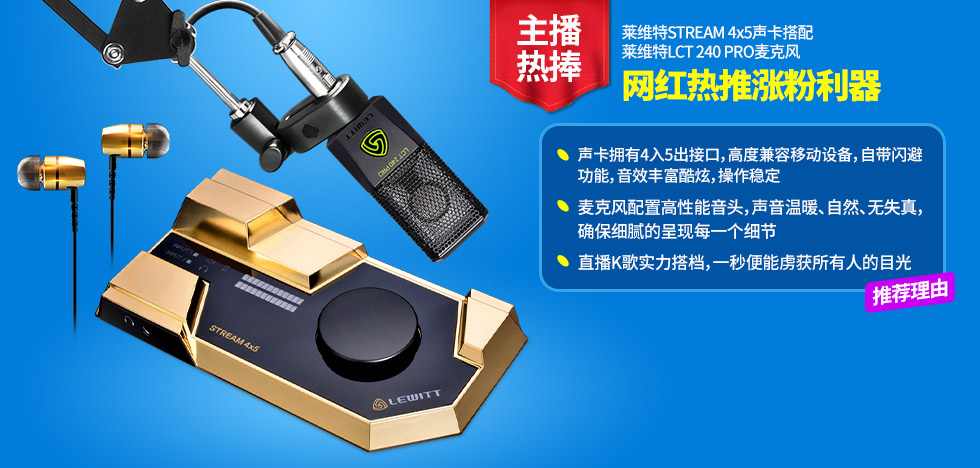 主播
热捧
莱维特STREAM 4x5声卡搭配
莱维特LCT 240 PRO麦克风
网红热推涨粉利器
声卡拥有4入5出接口，高度兼容移动设备，自带闪避
功能，音效丰富酷炫，操作稳定
麦克风配置高性能音头，声音温暖、自然、无失真，
确保细腻的呈现每一个细节
直播K歌实力搭档，一秒便能虏获所有人的目光
推荐理由
LEWITT
LCT 240 PRO
INPUT 1
INPUT 2
STREAM 4x5
LEWITT